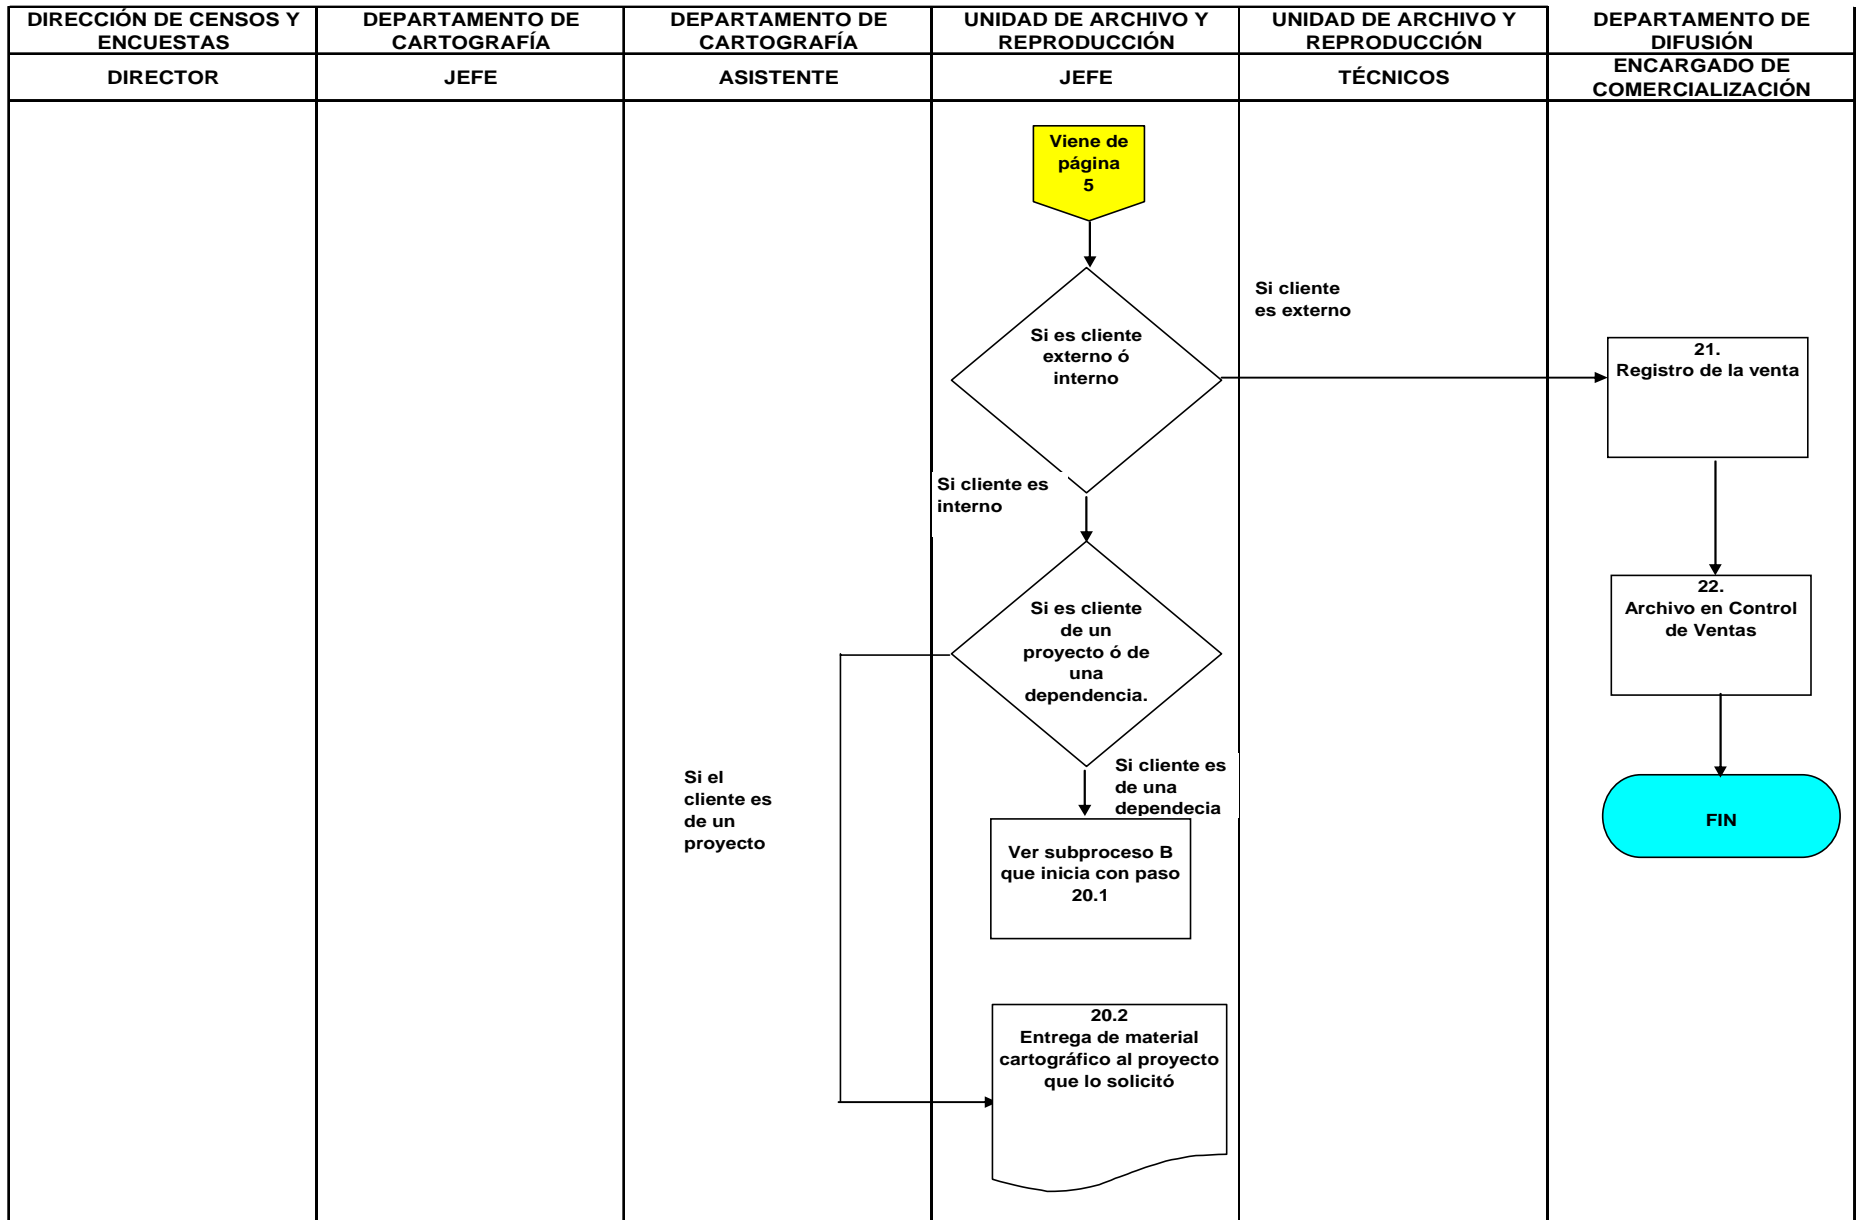 DIRECCIÓN DE CENSOS Y
ENCUESTAS
DEPARTAMENTO DE
CARTOGRAFÍA
DEPARTAMENTO DE
CARTOGRAFÍA
UNIDAD DE ARCHIVO Y
REPRODUCCIÓN
UNIDAD DE ARCHIVO Y
REPRODUCCIÓN
DEPARTAMENTO DE
DIFUSIÓN
DIRECTOR
JEFE
ASISTENTE
JEFE
TÉCNICOS
ENCARGADO DE
COMERCIALIZACIÓN
Viene de
página
5
Si es cliente
externo ó
interno
Si cliente
es externo
21.
Registro de la venta
Si cliente es
interno
22.
Archivo en Control
de Ventas
Si es cliente
de un
proyecto ó de
una
dependencia.
Si el
cliente es
de un
proyecto
Si cliente es
de una
dependecia
FIN
Ver subproceso B
que inicia con paso
20.1
20.2
Entrega de material
cartográfico al proyecto
que lo solicitó